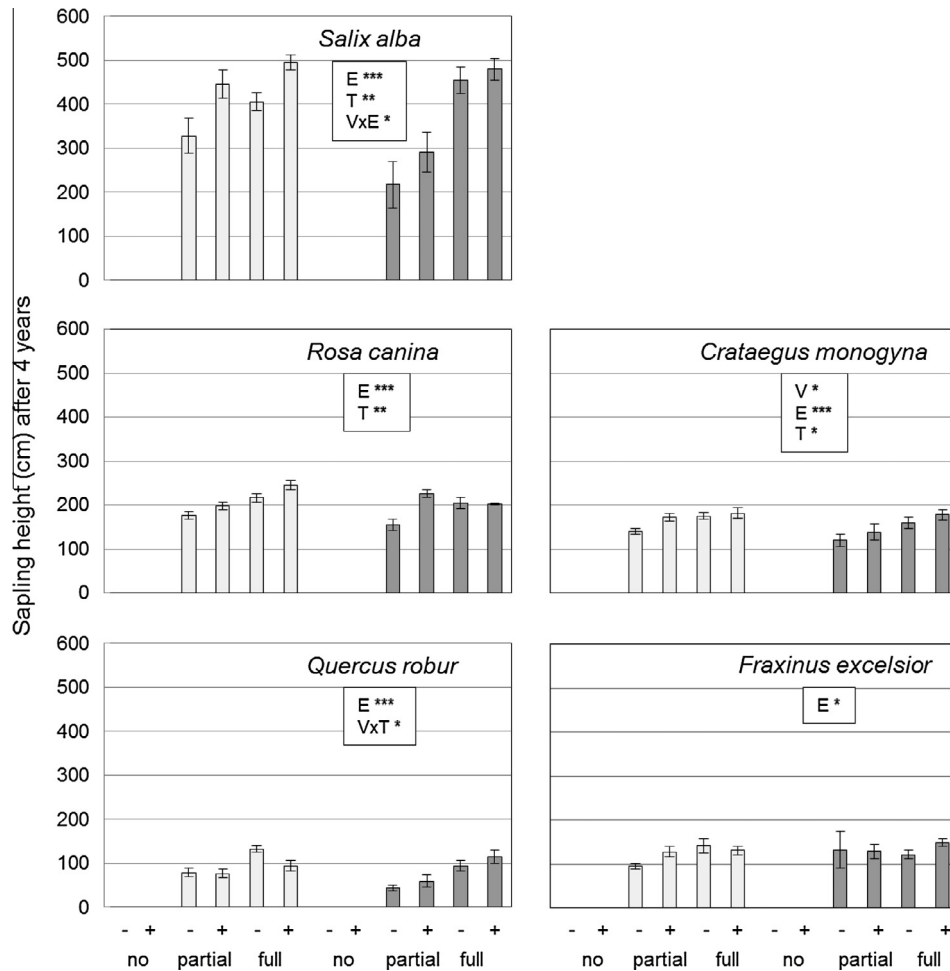 Sapling height (cm) after 4 years
Salix alba
E ***
T **
VxE *
600
500
400
300
200
100
0
Rosa canina
E ***
T **
600
500
400
300
200
100
0
Crataegus monogyna
V *
E ***
T *
Quercus robur
E ***
VxT *
600
500
400
300
200
100
0
Fraxinus excelsior
E *
- + - + - + - + - + - + - + - + - + - + - + - +
no partial full no partial full no partial full no partial full